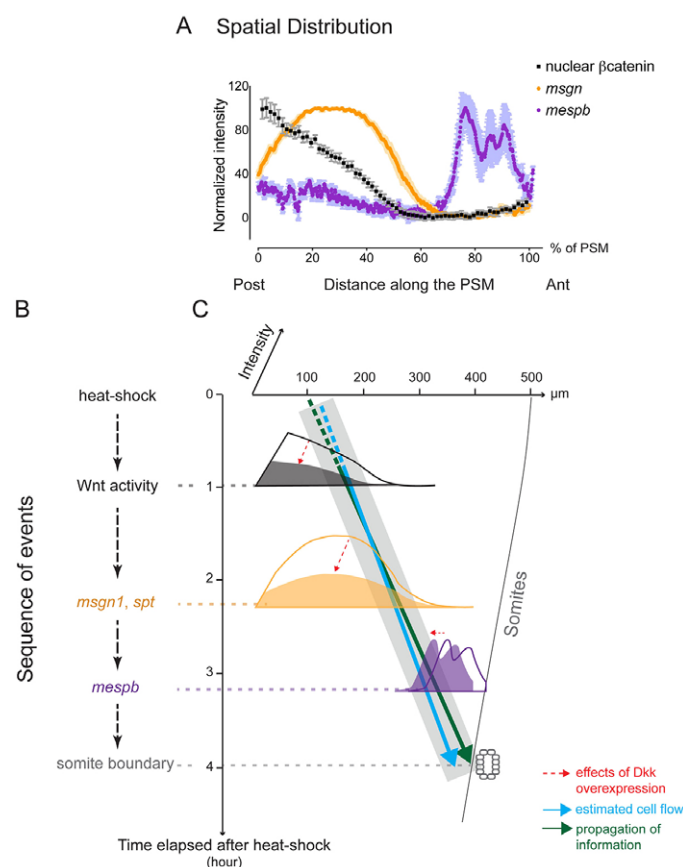 A Spatial Distribution
nuclear βcatenin
msgn
mespb
Normalized intensity
120
80
40
0
0 20 40 60 80 100
% of PSM
Post Distance along the PSM Ant
B
C
Intensity
100 200 300 400 500
µm
Sequence of events
heat-shock
Wnt activity
msgn1, spt
mespb
somite boundary
0
1
2
3
4
Somites
Time elapsed after heat-shock
(hour)
effects of Dkk
overexpression
estimated cell flow
propagation of
information